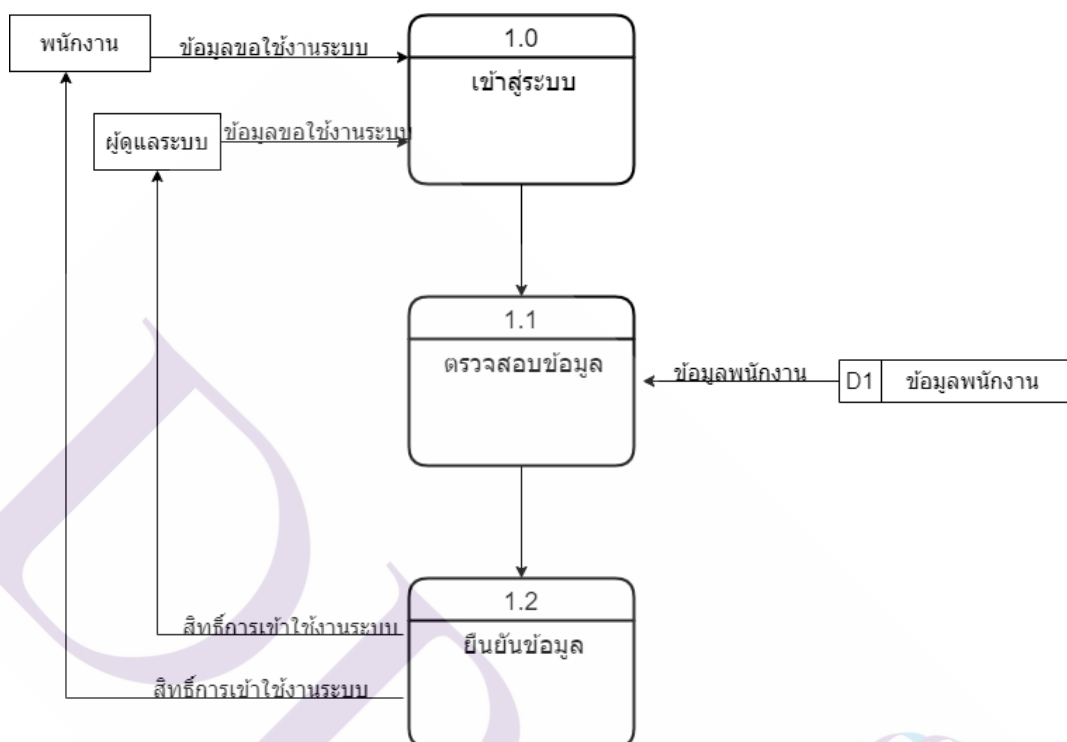 พนักงาน
ข้อมูลขอใช้งานระบบ
1.0
เข้าสู่ระบบ
ผู้ดูแลระบบ
ข้อมูลขอใช้งานระบบ
1.1
ตรวจสอบข้อมูล
ข้อมูลพนักงาน
D1 ข้อมูลพนักงาน
1.2
ยืนยันข้อมูล
สิทธิ์การเข้าใช้งานระบบ
สิทธิ์การเข้าใช้งานระบบ